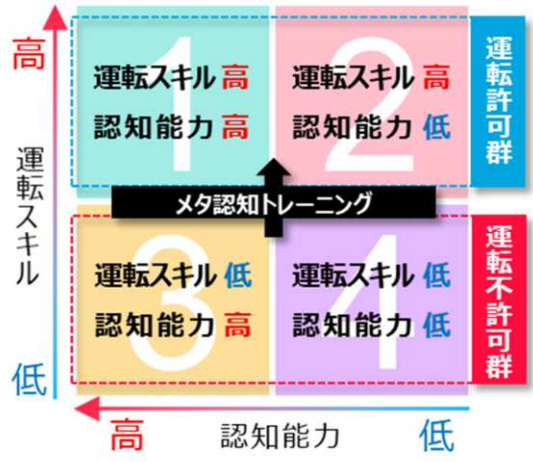 高
運転スキル
低
1
運転スキル 高
認知能力 高
2
運転スキル 高
認知能力 低
運転許可群
メタ認知トレーニング
3
運転スキル 低
認知能力 高
4
運転スキル 低
認知能力 低
運転不許可群
高
認知能力
低